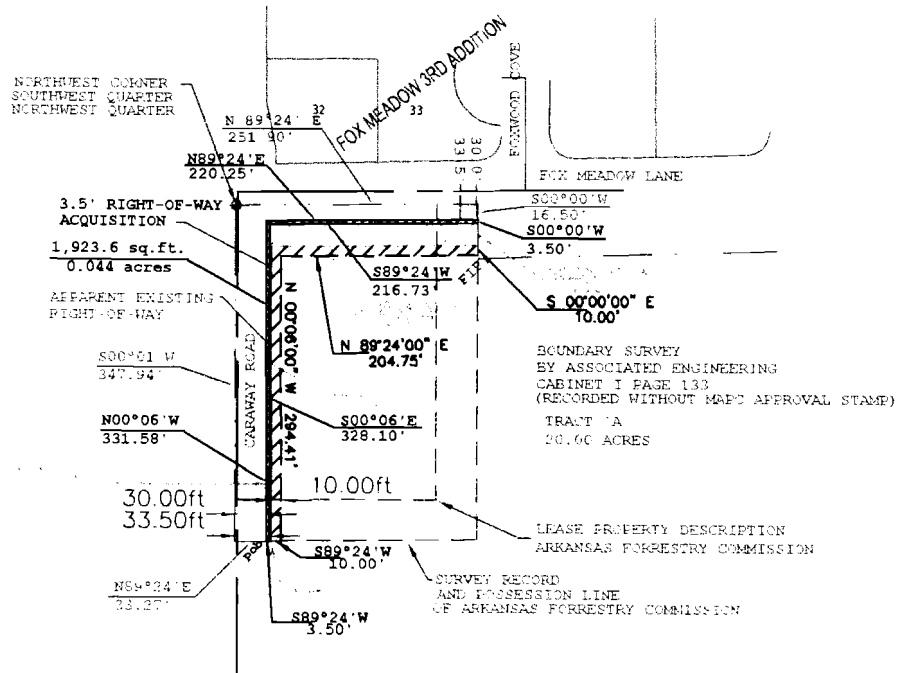 FOX MEADOW 3RD ADDITION
32
33
FOXWOOD COVE
NORTHWEST CORNER
SOUTHWEST QUARTER
NORTHWEST QUARTER
N 89°24' E
251.90'
N89°24'E
220.25'
33.5
30.0'
FOX MEADOW LANE
3.5' RIGHT-OF-WAY
ACQUISITION
S00°00'W
16.50'
S00°00'W
3.50'
1,923.6 sq.ft.
0.044 acres
S89°24'W
216.73'
S 00°00'00" E
10.00'
APPARENT EXISTING
RIGHT-OF-WAY
N 00°06'00" W 294.41'
N 89°24'00" E
204.75'
S00°01 W
347.94'
CARAWAY ROAD
BOUNDARY SURVEY
BY ASSOCIATED ENGINEERING
CABINET I PAGE 133
(RECORDED WITHOUT MAPC APPROVAL STAMP)
TRACT 'A
20.00 ACRES
N00°06'W
331.58'
S00°06'E
328.10'
30.00ft
10.00ft
33.50ft
LEASE PROPERTY DESCRIPTION
ARKANSAS FORRESTRY COMMISSION
POB
S89°24'W
10.00'
N89°24'E
33.27'
SURVEY RECORD
AND POSSESSION LINE
OF ARKANSAS FORRESTRY COMMISSION
S89°24'W
3.50'